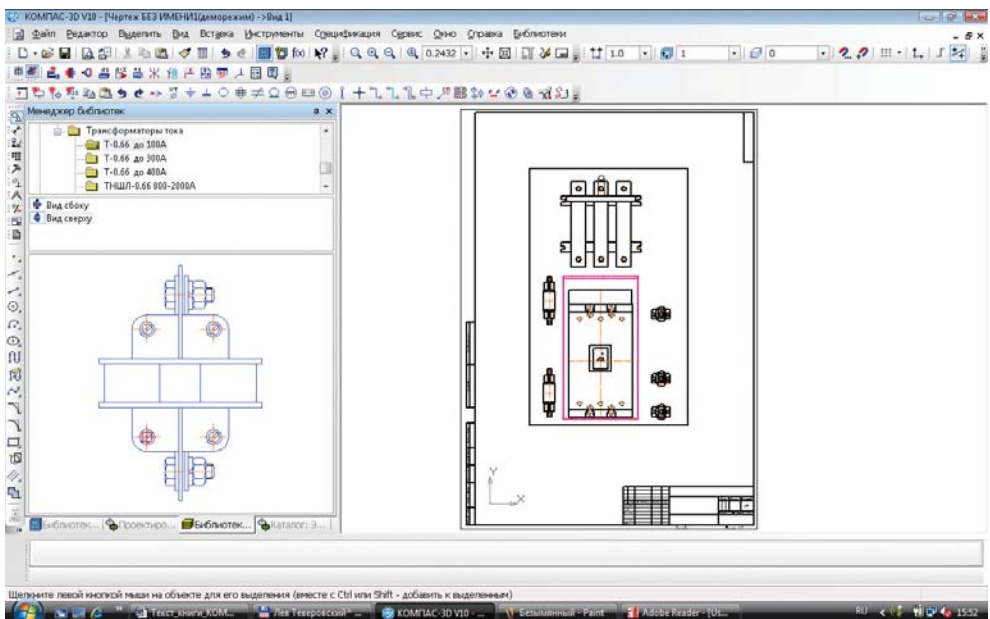 КОМПАС-3D V10 - [Чертеж БЕЗ ИМЕНИ1(деморежим) ->Вид 1]
Файл Редактор Выделить Вид Вставка Инструменты Спецификация Сервис Окно Справка Библиотеки
0.2432 1.0 1 0
Менеджер библиотек
Трансформаторы тока
Т-0.66 до 100А
Т-0.66 до 300А
Т-0.66 до 400А
ТНШЛ-0.66 800-2000А
Вид сбоку
Вид сверху
Y
X
Библиотек... Проектиро... Библиотек... Каталог: Э...
Щелкните левой кнопкой мыши на объекте для его выделения (вместе с Ctrl или Shift - добавить к выделенным)
Текст_книги_КОМ... Лев Теверовский^ ... КОМПАС-3D V10 - ... Безымянный - Paint Adobe Reader - [Us... RU 15:52